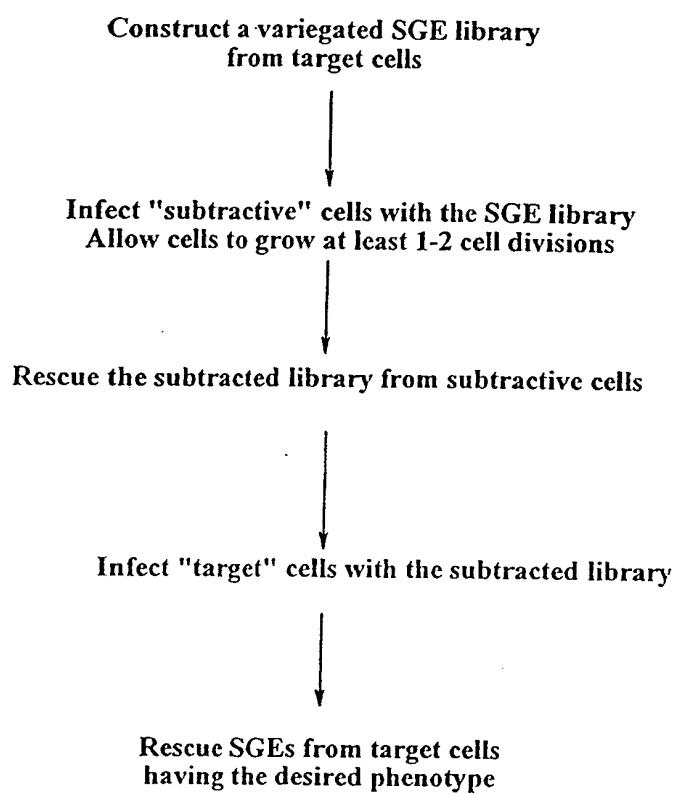 Construct a variegated SGE library
from target cells
Infect "subtractive" cells with the SGE library
Allow cells to grow at least 1-2 cell divisions
Rescue the subtracted library from subtractive cells
Infect "target" cells with the subtracted library
Rescue SGEs from target cells
having the desired phenotype